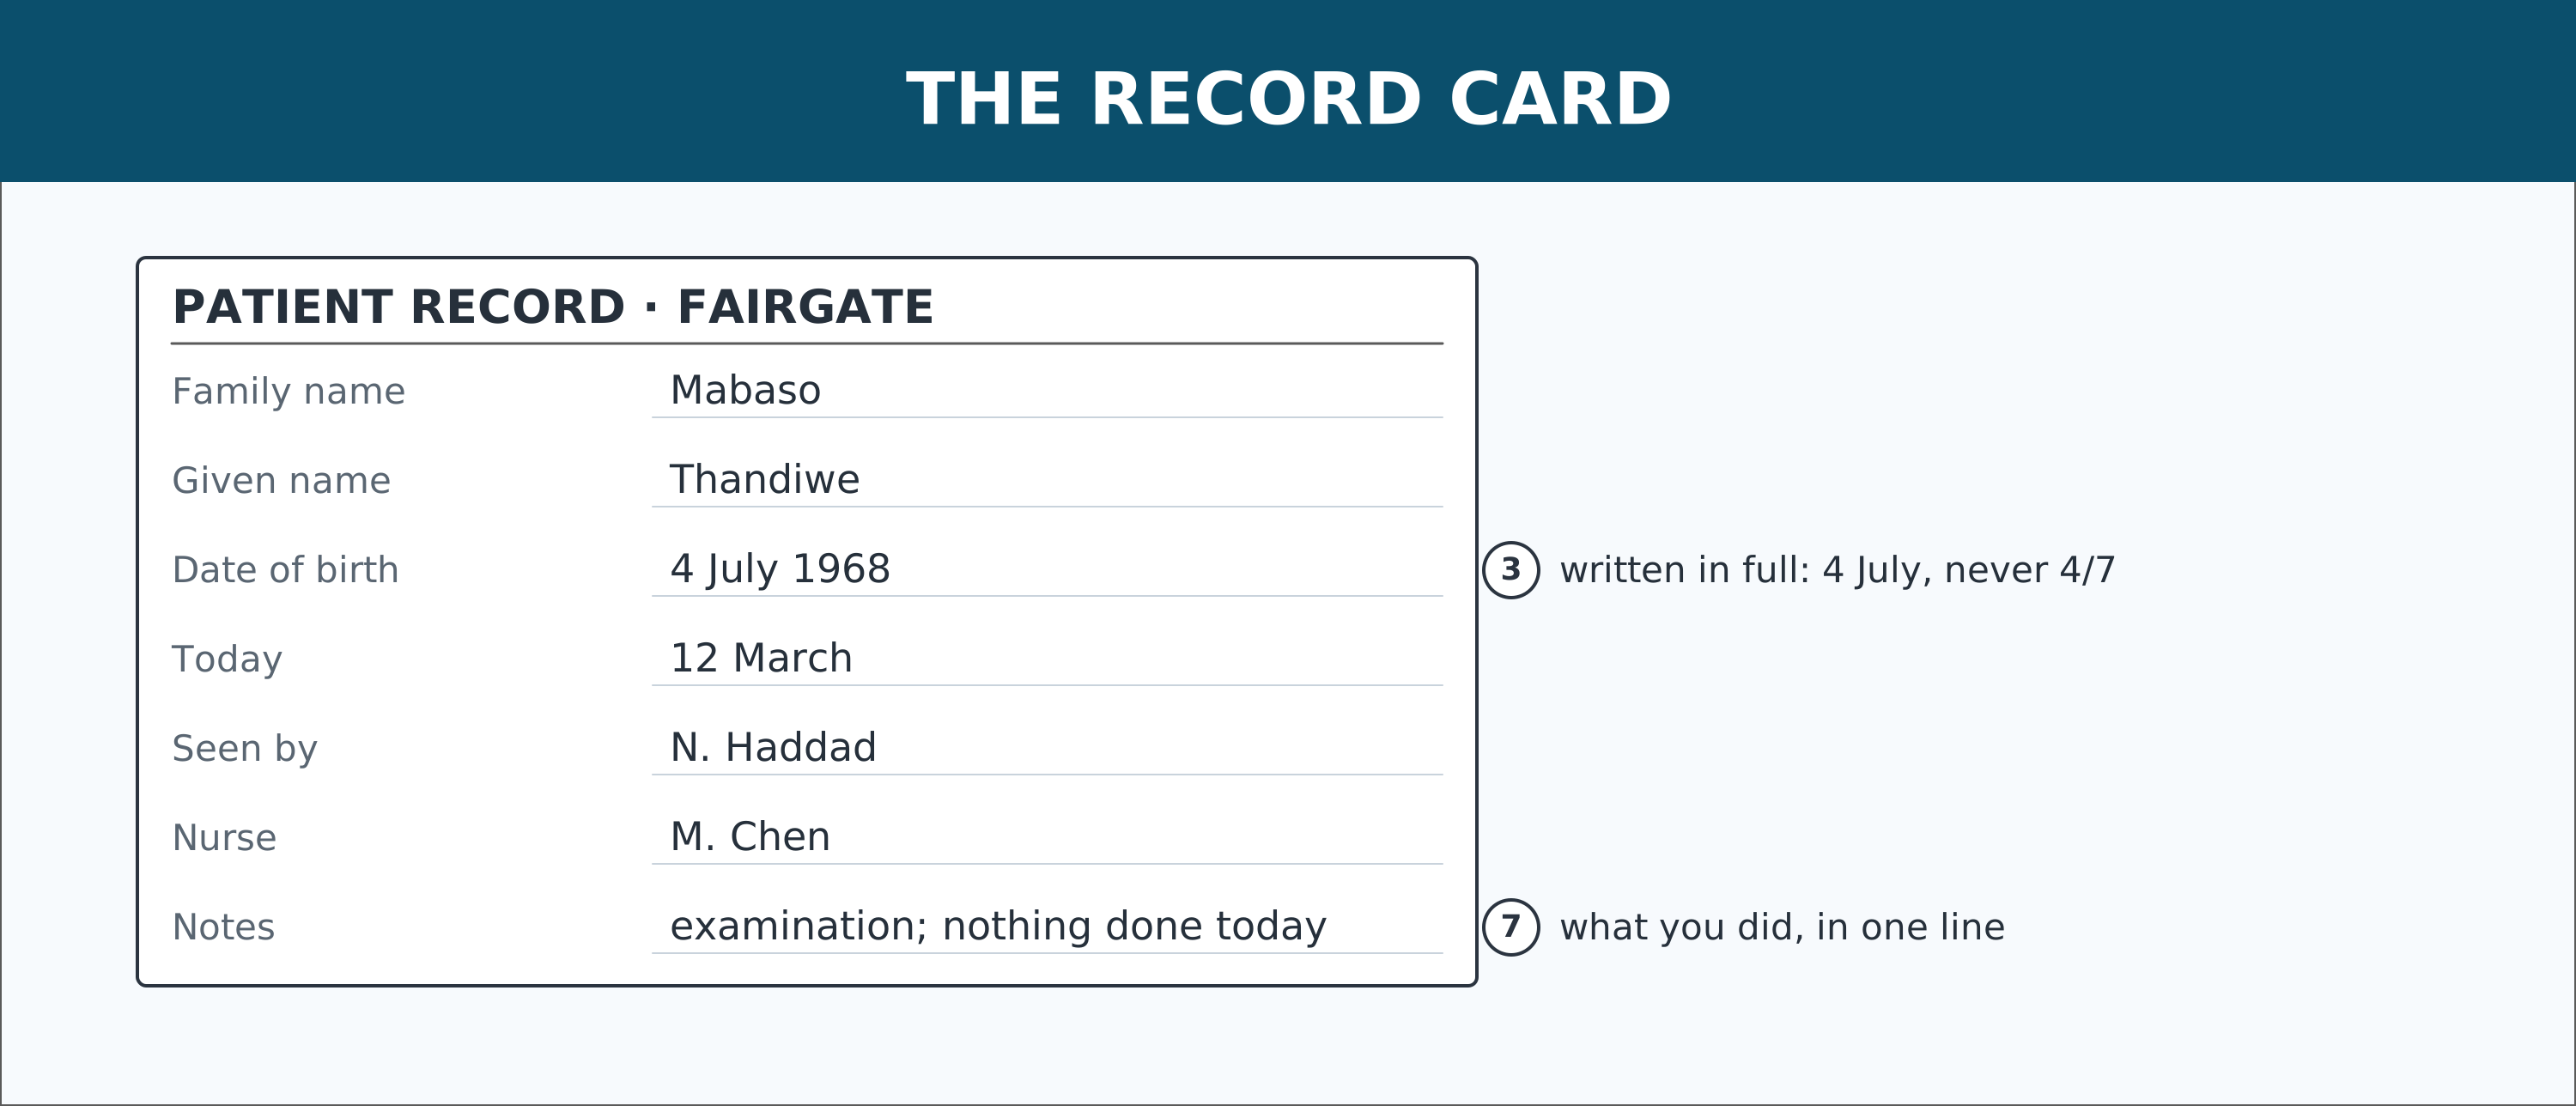 THE RECORD CARD
PATIENT RECORD · FAIRGATE
Family name Mabaso
Given name Thandiwe
Date of birth 4 July 1968 3 written in full: 4 July, never 4/7
Today 12 March
Seen by N. Haddad
Nurse M. Chen
Notes examination; nothing done today 7 what you did, in one line